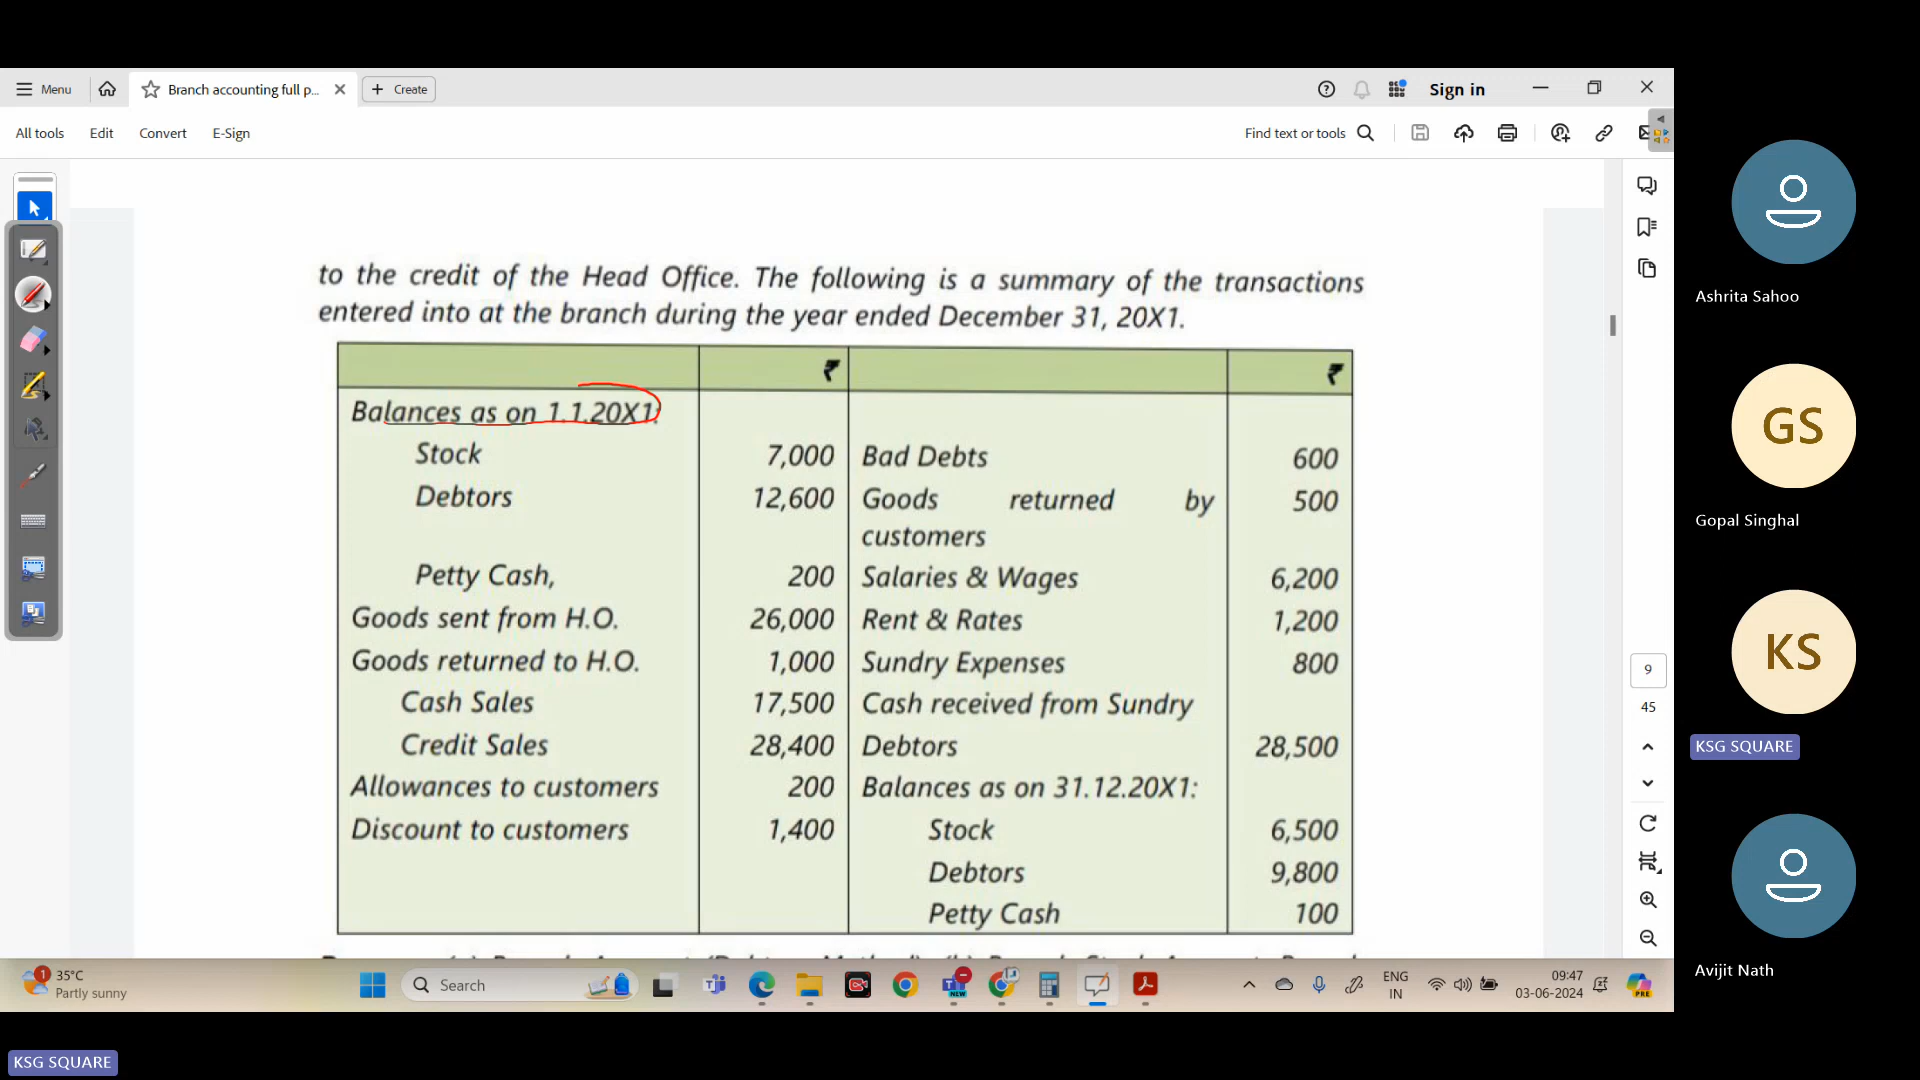 Menu
Branch accounting full p...
Create
Sign in
All tools
Edit
Convert
E-Sign
Find text or tools
to the credit of the Head Office. The following is a summary of the transactions
entered into at the branch during the year ended December 31, 20X1.
₹ ₹
Balances as on 1.1.20X1:
Stock 7,000 Bad Debts 600
Debtors 12,600 Goods returned by 500
customers
Petty Cash, 200 Salaries & Wages 6,200
Goods sent from H.O. 26,000 Rent & Rates 1,200
Goods returned to H.O. 1,000 Sundry Expenses 800
Cash Sales 17,500 Cash received from Sundry
Credit Sales 28,400 Debtors 28,500
Allowances to customers 200 Balances as on 31.12.20X1:
Discount to customers 1,400 Stock 6,500
Debtors 9,800
Petty Cash 100
9
45
1
35°C
Partly sunny
Search
NEW
ENG
IN
09:47
03-06-2024
PRE
Ashrita Sahoo
GS
Gopal Singhal
KS
KSG SQUARE
Avijit Nath
KSG SQUARE